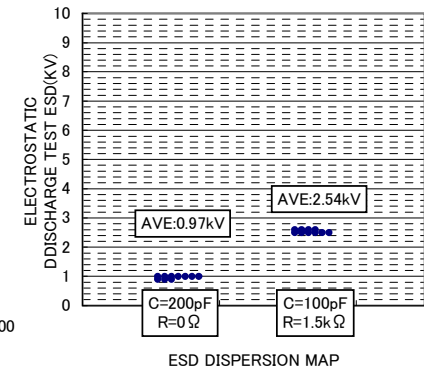 10
9
8
7
6
5
4
3
2
1
0
ELECTROSTATIC
DDISCHARGE TEST ESD(KV)
AVE:2.54kV
AVE:0.97kV
C=200pF
R=0Ω
C=100pF
R=1.5kΩ
00
ESD DISPERSION MAP